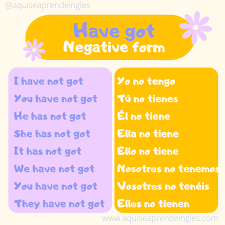 @aquiseaprendeingles
Have got
Negative form
I have not got
Yo no tengo
You have not got
Tú no tienes
He has not got
Él no tiene
She has not got
Ella no tiene
It has not got
Ello no tiene
We have not got
Nosotros no tenemos
You have not got
Vosotros no tenéis
They have not got
Ellos no tienen
www.aquiseaprendeingles.com